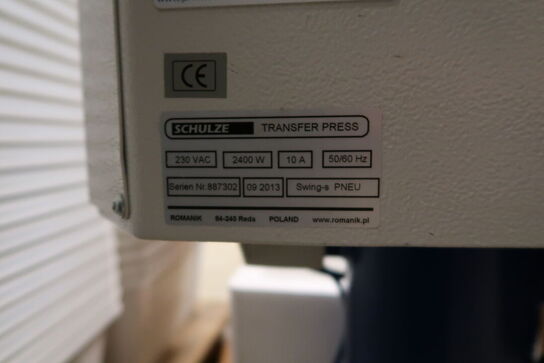 CE
SCHULZE TRANSFER PRESS
230 VAC 2400 W 10 A 50/60 Hz
Serien Nr.887302 09.2013 Swing-s PNEU
ROMANIK 84-240 Reda POLAND www.romanik.pl